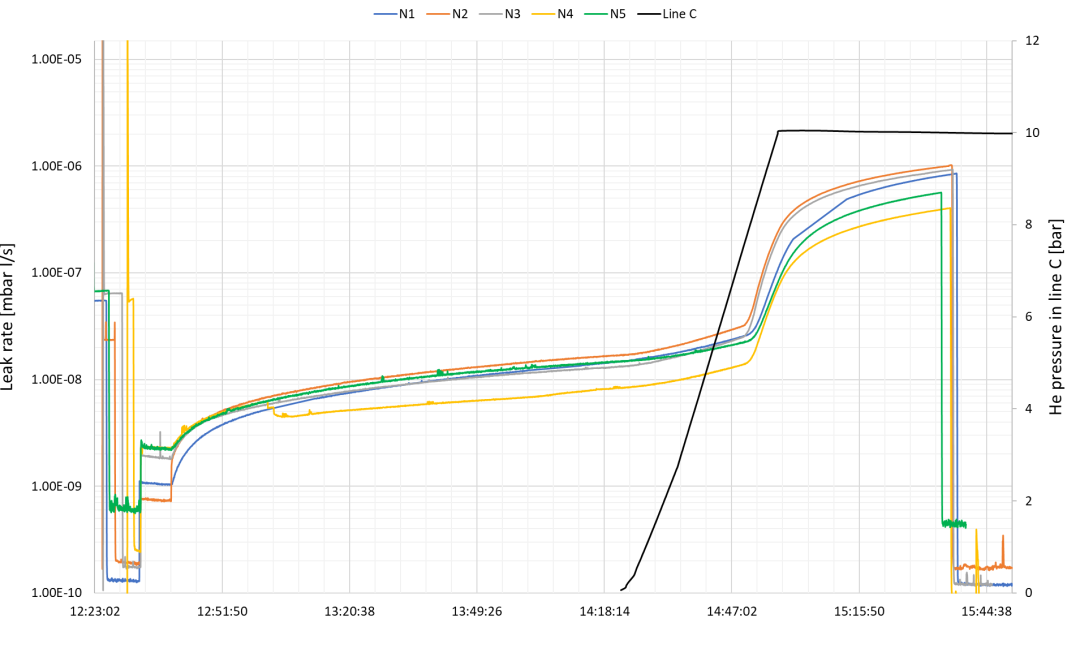 N1 N2 N3 N4 N5 Line C
1.00E-05
1.00E-06
1.00E-07
1.00E-08
1.00E-09
1.00E-10
Leak rate [mbar l/s]
12
10
8
6
4
2
0
He pressure in line C [bar]
12:23:02 12:51:50 13:20:38 13:49:26 14:18:14 14:47:02 15:15:50 15:44:38